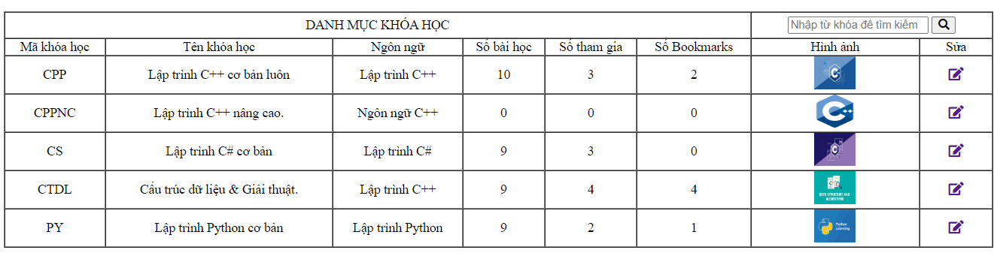 DANH MỤC KHÓA HỌC Nhập từ khóa để tìm kiếm
Mã khóa học Tên khóa học Ngôn ngữ Số bài học Số tham gia Số Bookmarks Hình ảnh Sửa
CPP Lập trình C++ cơ bản luôn Lập trình C++ 10 3 2
CPPNC Lập trình C++ nâng cao. Ngôn ngữ C++ 0 0 0 C++
CS Lập trình C# cơ bản Lập trình C# 9 3 0
CTDL Cấu trúc dữ liệu & Giải thuật. Lập trình C++ 9 4 4
DATA STRUCTURE AND
ALGORITHMS
PY Lập trình Python cơ bản Lập trình Python 9 2 1
Python
Learning